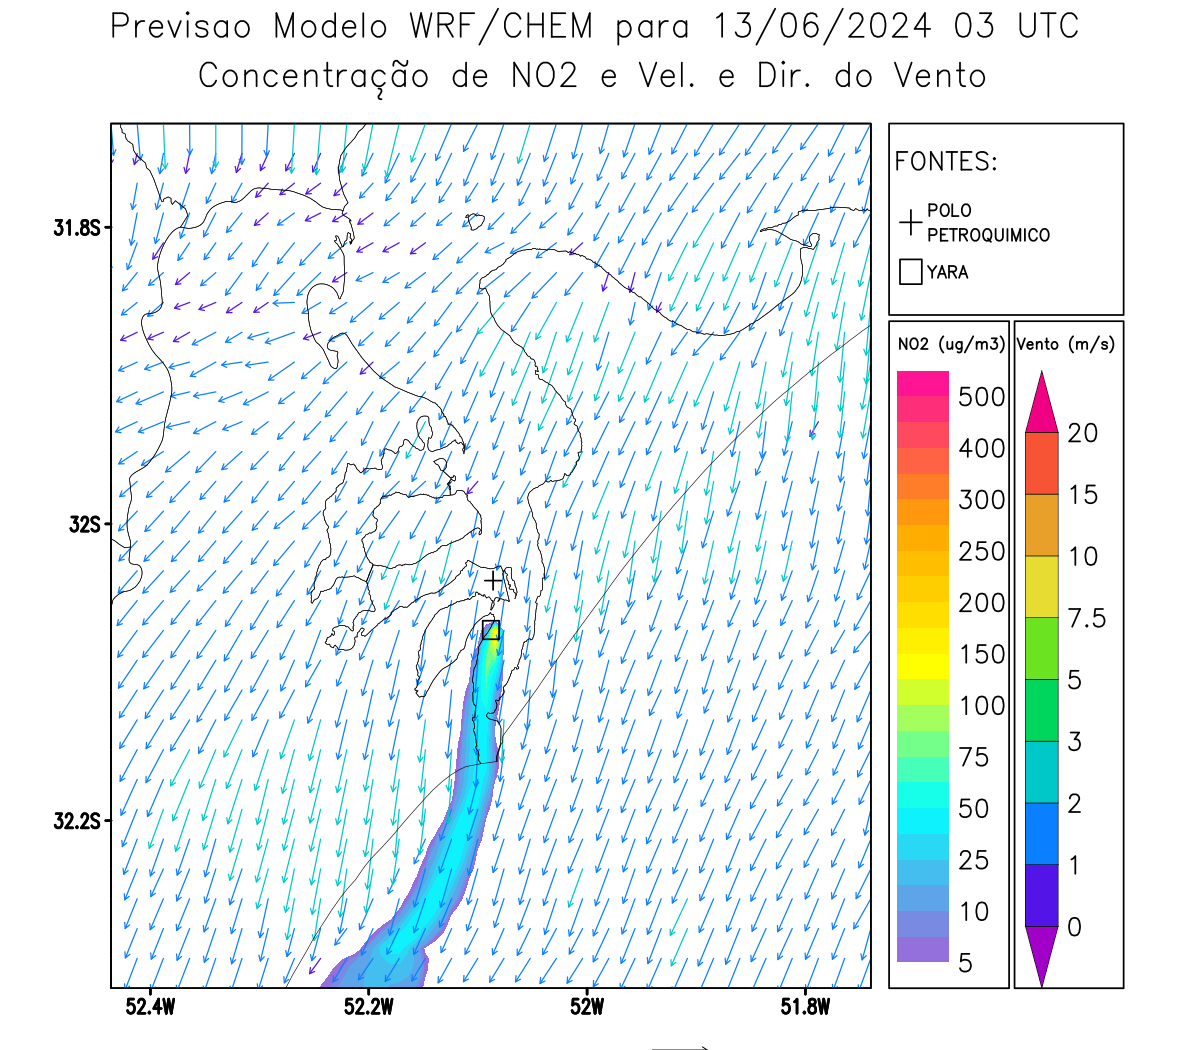 Previsao Modelo WRF/CHEM para 13/06/2024 03 UTC
Concentração de NO2 e Vel. e Dir. do Vento
FONTES:
POLO
PETROQUIMICO
YARA
NO2 (ug/m3)
500
400
300
250
200
150
100
75
50
25
10
5
Vento (m/s)
20
15
10
7.5
5
3
2
1
0
31.8S
32S
32.2S
52.4W
52.2W
52W
51.8W